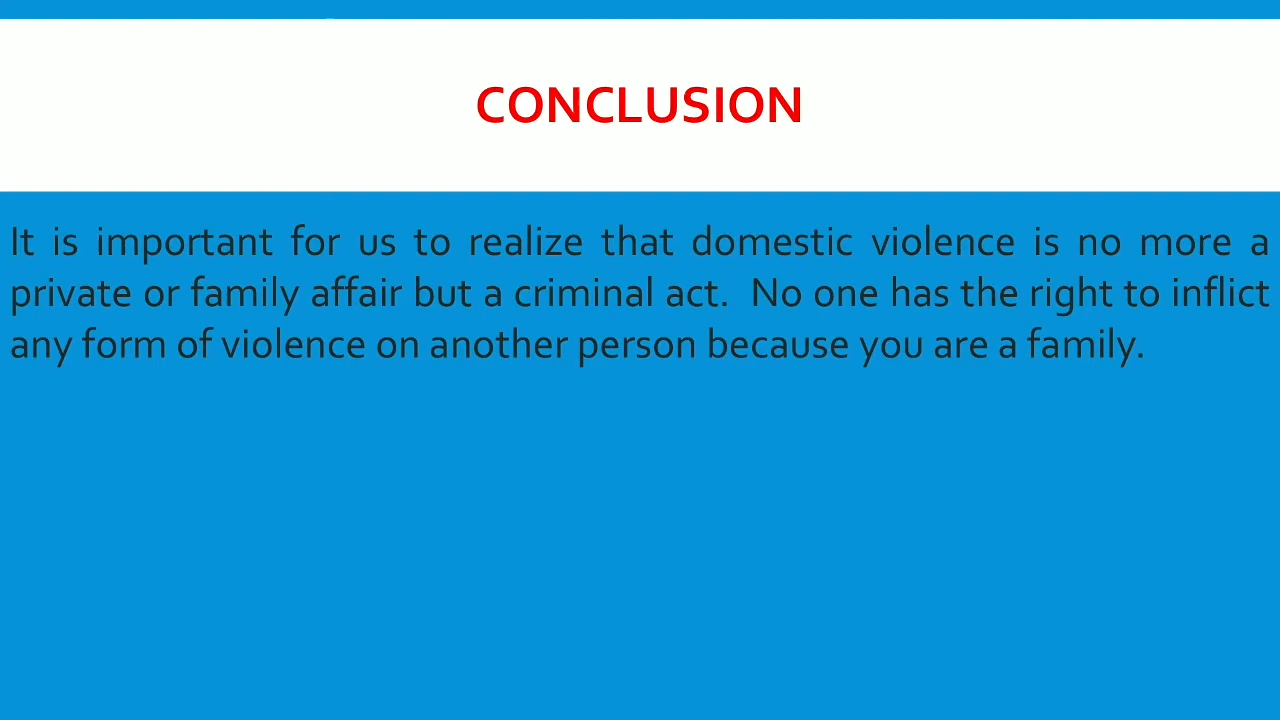 CONCLUSION
It is important for us to realize that domestic violence is no more a
private or family affair but a criminal act.  No one has the right to inflict
any form of violence on another person because you are a family.